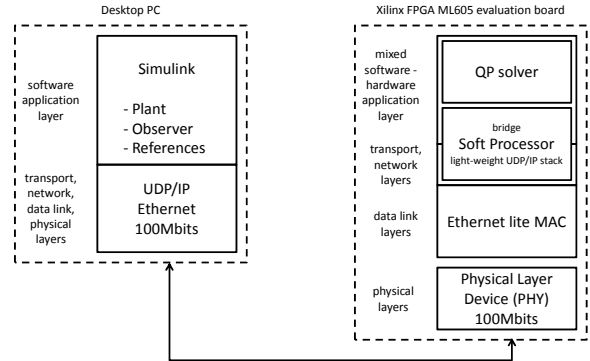 Desktop PC
software
application
layer
Simulink
- Plant
- Observer
- References
transport,
network,
data link,
physical
layers
UDP/IP
Ethernet
100Mbits
Xilinx FPGA ML605 evaluation board
mixed
software -
hardware
application
layer
QP solver
transport,
network
layers
bridge
Soft Processor
light-weight UDP/IP stack
data link
layers
Ethernet lite MAC
physical
layers
Physical Layer
Device (PHY)
100Mbits